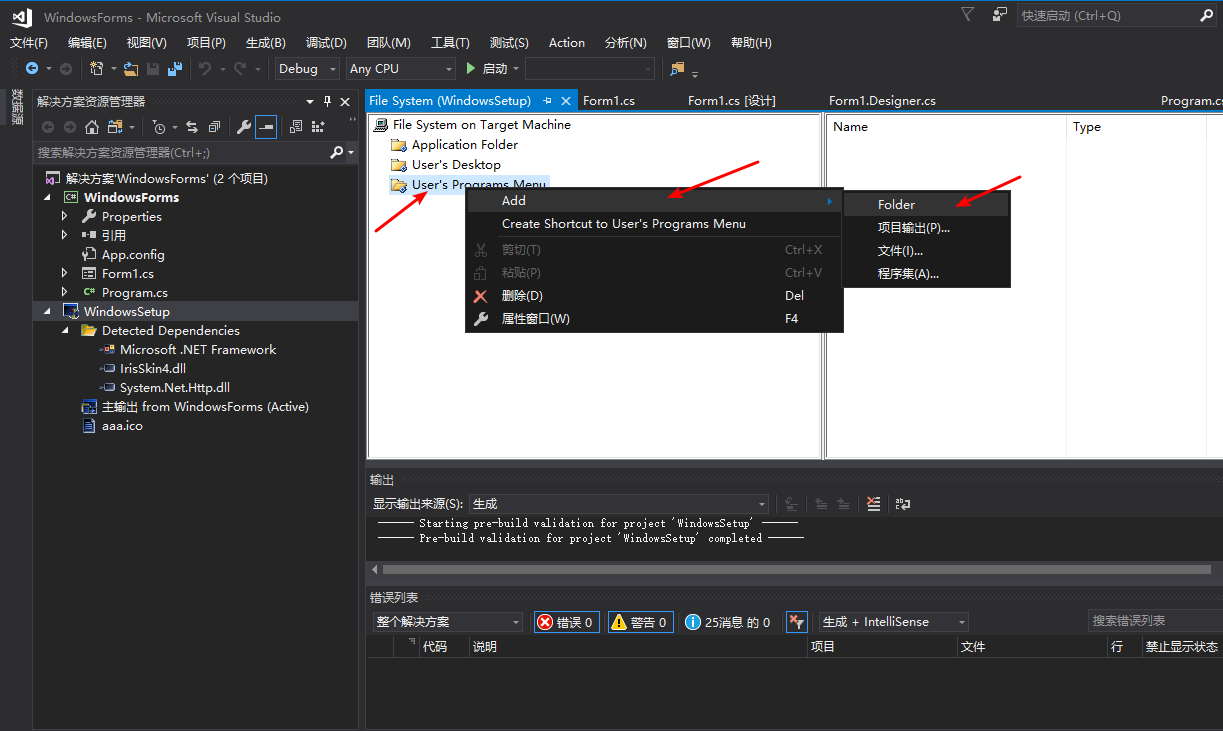 WindowsForms - Microsoft Visual Studio
快速启动 (Ctrl+Q)
文件(F) 编辑(E) 视图(V) 项目(P) 生成(B) 调试(D) 团队(M) 工具(T) 测试(S) Action 分析(N) 窗口(W) 帮助(H)
Debug Any CPU 启动
数据源
解决方案资源管理器
搜索解决方案资源管理器(Ctrl+;)
解决方案'WindowsForms' (2 个项目)
C# WindowsForms
Properties
引用
App.config
Form1.cs
C# Program.cs
WindowsSetup
Detected Dependencies
Microsoft .NET Framework
IrisSkin4.dll
System.Net.Http.dll
主输出 from WindowsForms (Active)
aaa.ico
File System (WindowsSetup) Form1.cs Form1.cs [设计] Form1.Designer.cs Program.cs
File System on Target Machine
Application Folder
User's Desktop
User's Programs Menu
Name Type
Add
Create Shortcut to User's Programs Menu
剪切(T) Ctrl+X
粘贴(P) Ctrl+V
删除(D) Del
属性窗口(W) F4
Folder
项目输出(P)...
文件(I)...
程序集(A)...
输出
显示输出来源(S): 生成
------ Starting pre-build validation for project 'WindowsSetup' ------
------ Pre-build validation for project 'WindowsSetup' completed ------
错误列表
整个解决方案 错误 0 警告 0 25消息 的 0 生成 + IntelliSense 搜索错误列表
代码 说明 项目 文件 行 禁止显示状态